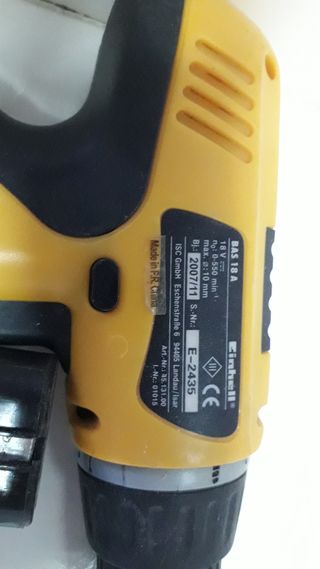 BAS 18 A Einhell
18 V ⎓
n₀: 0-550 min⁻¹
max. ⌀: 10 mm
Bj.: 2007/11 S.-Nr.: E-2435
CE
ISC GmbH Eschenstraße 6 94405 Landau/Isar
Art.-Nr.: 45.131.00
I.-Nr.: 01015
Made in P.R. China